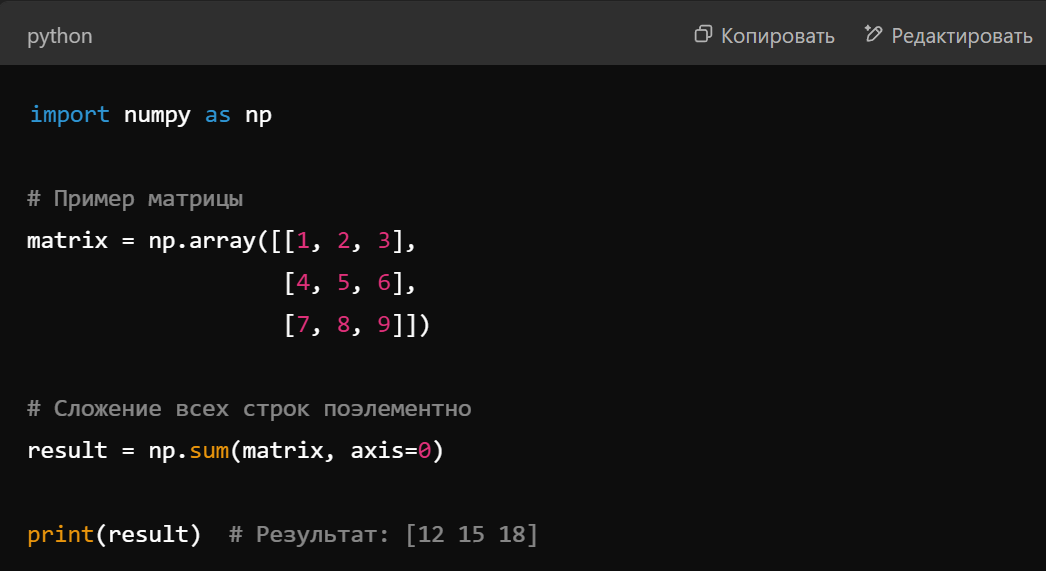 python
Копировать
Редактировать
import numpy as np
# Пример матрицы
matrix = np.array([[1, 2, 3],
                   [4, 5, 6],
                   [7, 8, 9]])
# Сложение всех строк поэлементно
result = np.sum(matrix, axis=0)
print(result)  # Результат: [12 15 18]